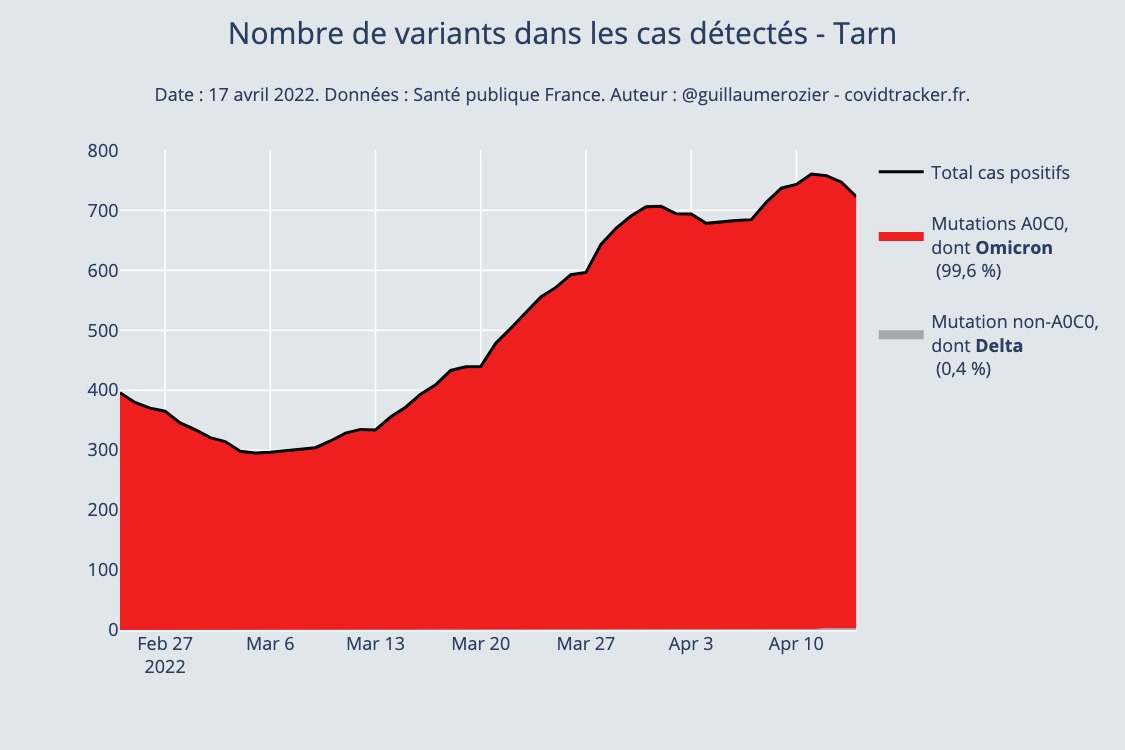 Nombre de variants dans les cas détectés - Tarn
Date : 17 avril 2022. Données : Santé publique France. Auteur : @guillaumerozier - covidtracker.fr.
800
700
600
500
400
300
200
100
0
Feb 27
2022
Mar 6
Mar 13
Mar 20
Mar 27
Apr 3
Apr 10
Total cas positifs
Mutations A0C0,
dont Omicron
(99,6 %)
Mutation non-A0C0,
dont Delta
(0,4 %)